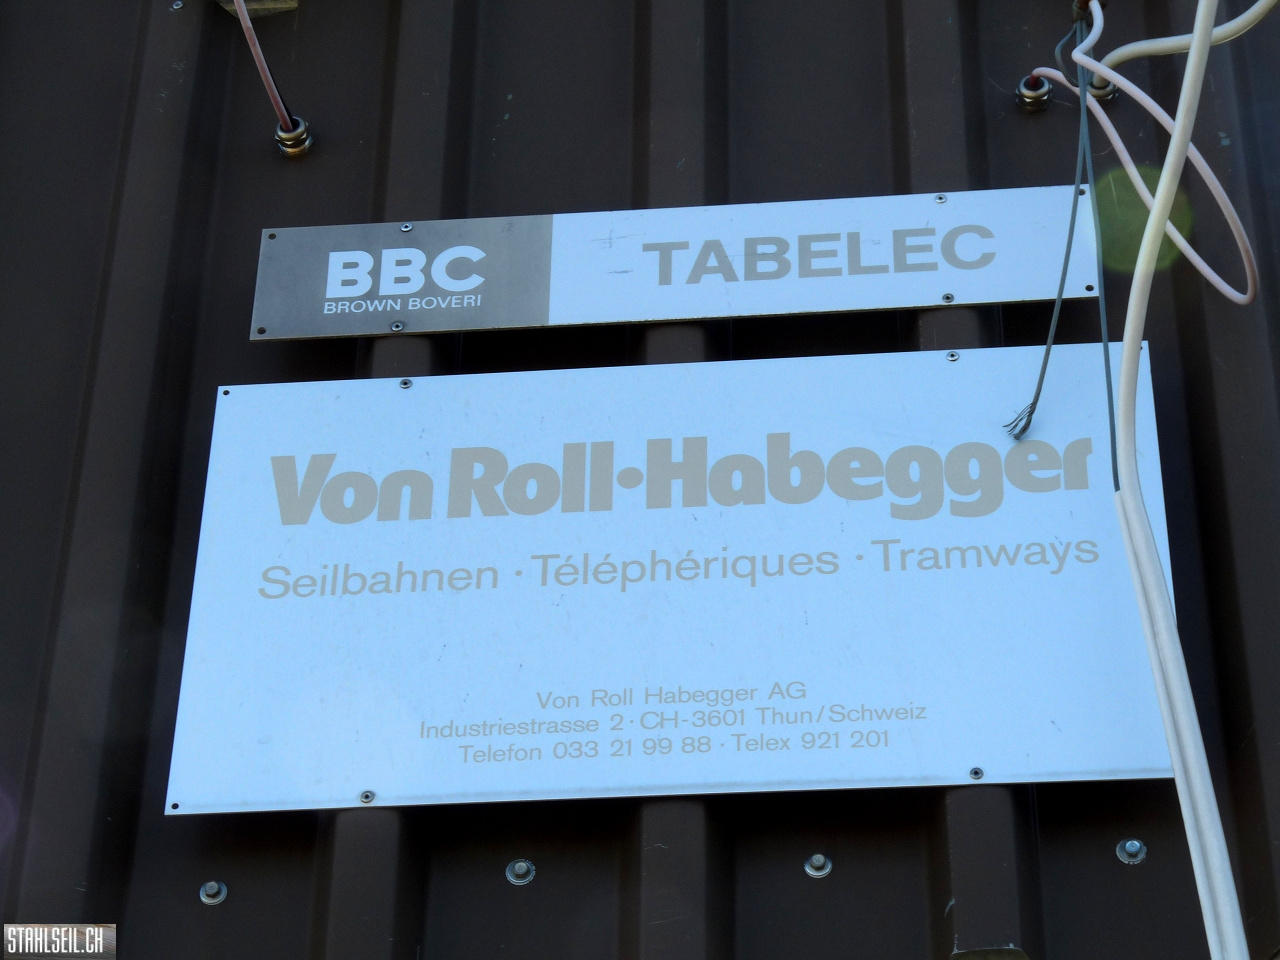 BBC
BROWN BOVERI
TABELEC
Von Roll·Habegger
Seilbahnen · Téléphériques · Tramways
Von Roll Habegger AG
Industriestrasse 2 · CH-3601 Thun/Schweiz
Telefon 033 21 99 88 · Telex 921 201
STAHLSEIL.CH